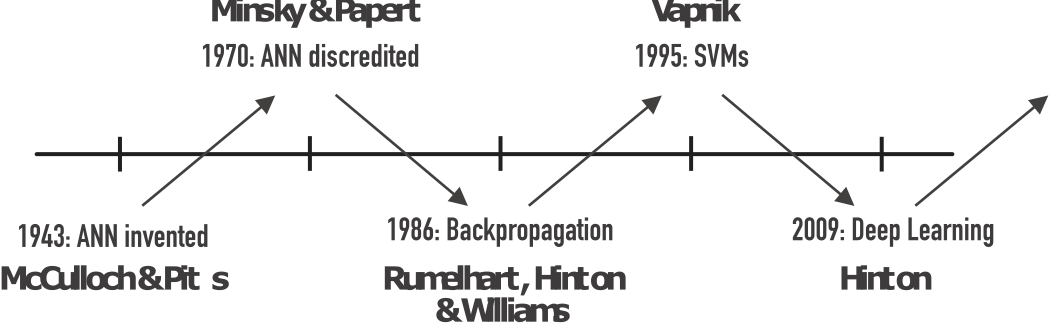 Minsky & Papert
1970: ANN discredited
Vapnik
1995: SVMs
1943: ANN invented
McCulloch & Pit s
1986: Backpropagation
Rumelhart, Hinton
& Williams
2009: Deep Learning
Hinton